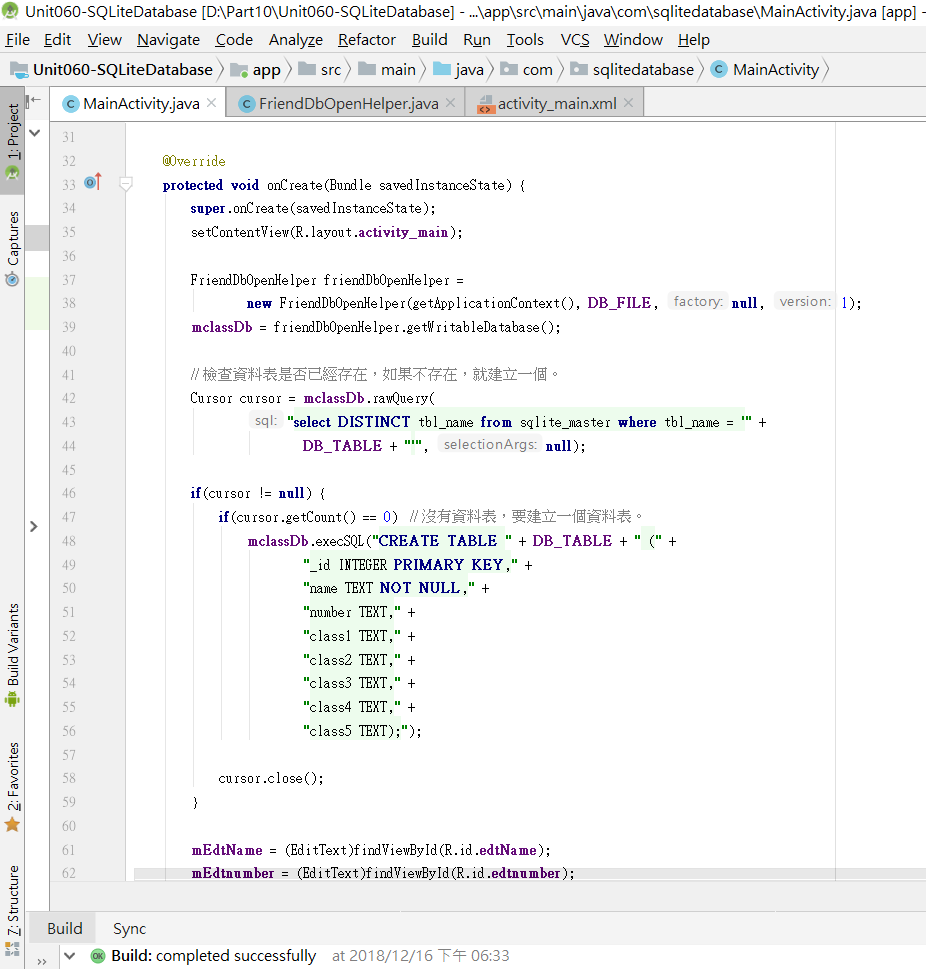 Unit060-SQLiteDatabase [D:\Part10\Unit060-SQLiteDatabase] - ...\app\src\main\java\com\sqlitedatabase\MainActivity.java [app] -
File Edit View Navigate Code Analyze Refactor Build Run Tools VCS Window Help
Unit060-SQLiteDatabase app src main java com sqlitedatabase MainActivity
MainActivity.java FriendDbOpenHelper.java activity_main.xml
1: Project
Captures
Build Variants
2: Favorites
7: Structure
31
32 @Override
33 protected void onCreate(Bundle savedInstanceState) {
34 super.onCreate(savedInstanceState);
35 setContentView(R.layout.activity_main);
36
37 FriendDbOpenHelper friendDbOpenHelper =
38 new FriendDbOpenHelper(getApplicationContext(), DB_FILE, factory: null, version: 1);
39 mclassDb = friendDbOpenHelper.getWritableDatabase();
40
41 // 檢查資料表是否已經存在，如果不存在，就建立一個。
42 Cursor cursor = mclassDb.rawQuery(
43 sql: "select DISTINCT tbl_name from sqlite_master where tbl_name = '" +
44 DB_TABLE + "'", selectionArgs: null);
45
46 if(cursor != null) {
47 if(cursor.getCount() == 0) // 沒有資料表，要建立一個資料表。
48 mclassDb.execSQL("CREATE TABLE " + DB_TABLE + " (" +
49 "_id INTEGER PRIMARY KEY," +
50 "name TEXT NOT NULL," +
51 "number TEXT," +
52 "class1 TEXT," +
53 "class2 TEXT," +
54 "class3 TEXT," +
55 "class4 TEXT," +
56 "class5 TEXT);");
57
58 cursor.close();
59 }
60
61 mEdtName = (EditText)findViewById(R.id.edtName);
62 mEdtnumber = (EditText)findViewById(R.id.edtnumber);
Build Sync
OK Build: completed successfully at 2018/12/16 下午 06:33